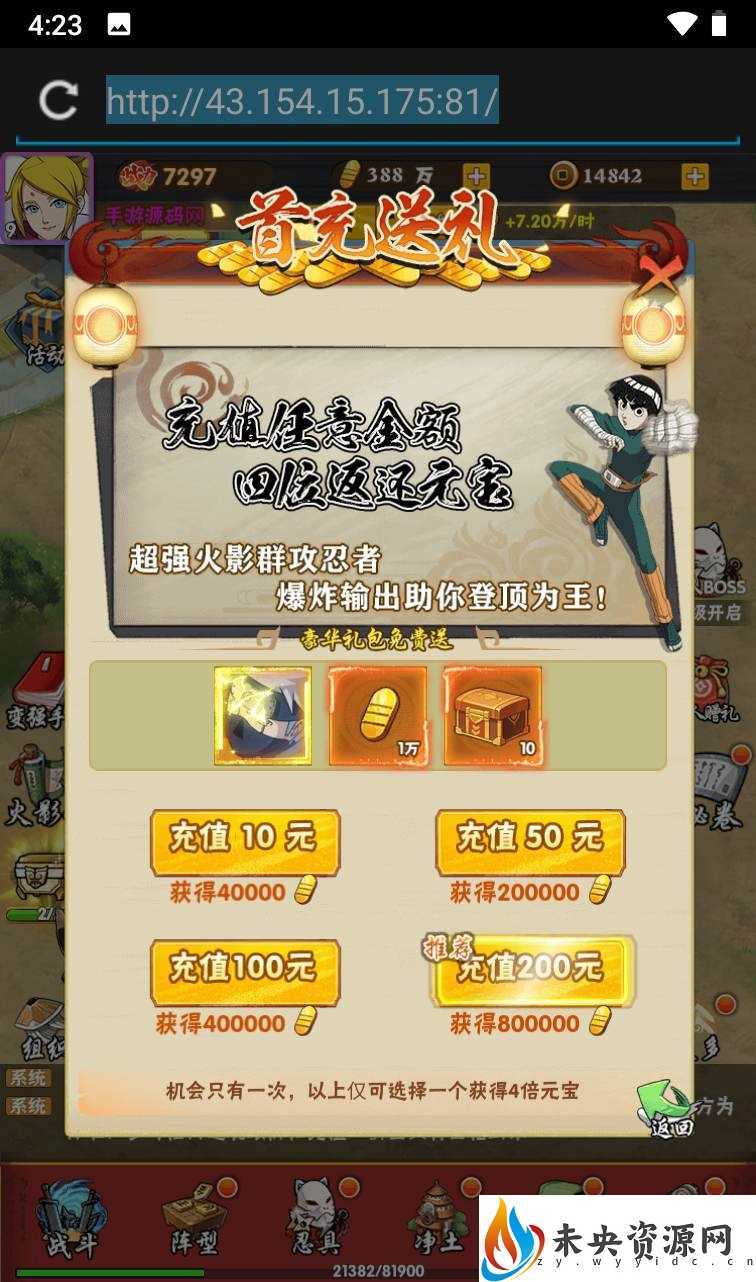 4:23
http://43.154.15.175:81/
战力 7297
388 万
14842
9
手游源码网
+7.20万/时
首充送礼
活动
充值任意金额
四位返还元宝
超强火影群攻忍者
爆炸输出助你登顶为王!
BOSS
级开启
豪华礼包免费送
变强手
1万
10
人赠礼
火影
秘卷
充值 10 元
充值 50 元
获得40000
获得200000
27
推荐
充值100元
充值200元
获得400000
获得800000
组织
多
系统
机会只有一次，以上仅可选择一个获得4倍元宝
系统
方为
返回
战斗
阵型
忍具
净土
21382/81900
未央资源网
zy.wyyidc.cn